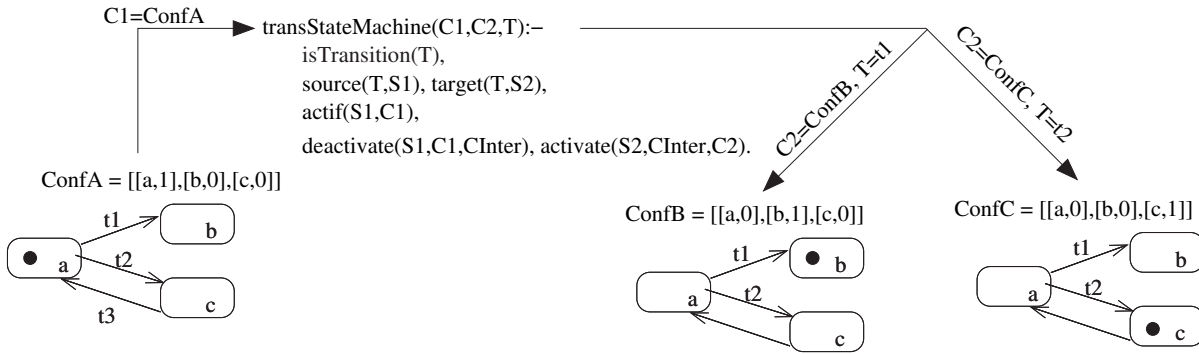 C1=ConfA
transStateMachine(C1,C2,T):-
isTransition(T),
source(T,S1), target(T,S2),
actif(S1,C1),
deactivate(S1,C1,CInter), activate(S2,CInter,C2).
C2=ConfB, T=t1
C2=ConfC, T=t2
ConfA = [[a,1],[b,0],[c,0]]
t1
b
a
t2
c
t3
ConfB = [[a,0],[b,1],[c,0]]
t1
b
a
t2
c
ConfC = [[a,0],[b,0],[c,1]]
t1
b
a
t2
c